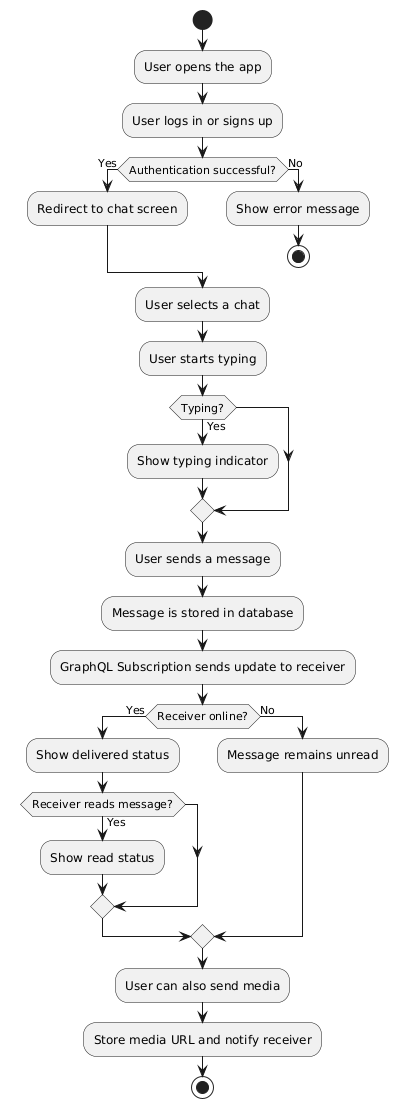 User opens the app
User logs in or signs up
Yes
Authentication successful?
No
Redirect to chat screen
Show error message
User selects a chat
User starts typing
Typing?
Yes
Show typing indicator
User sends a message
Message is stored in database
GraphQL Subscription sends update to receiver
Yes
Receiver online?
No
Show delivered status
Message remains unread
Receiver reads message?
Yes
Show read status
User can also send media
Store media URL and notify receiver